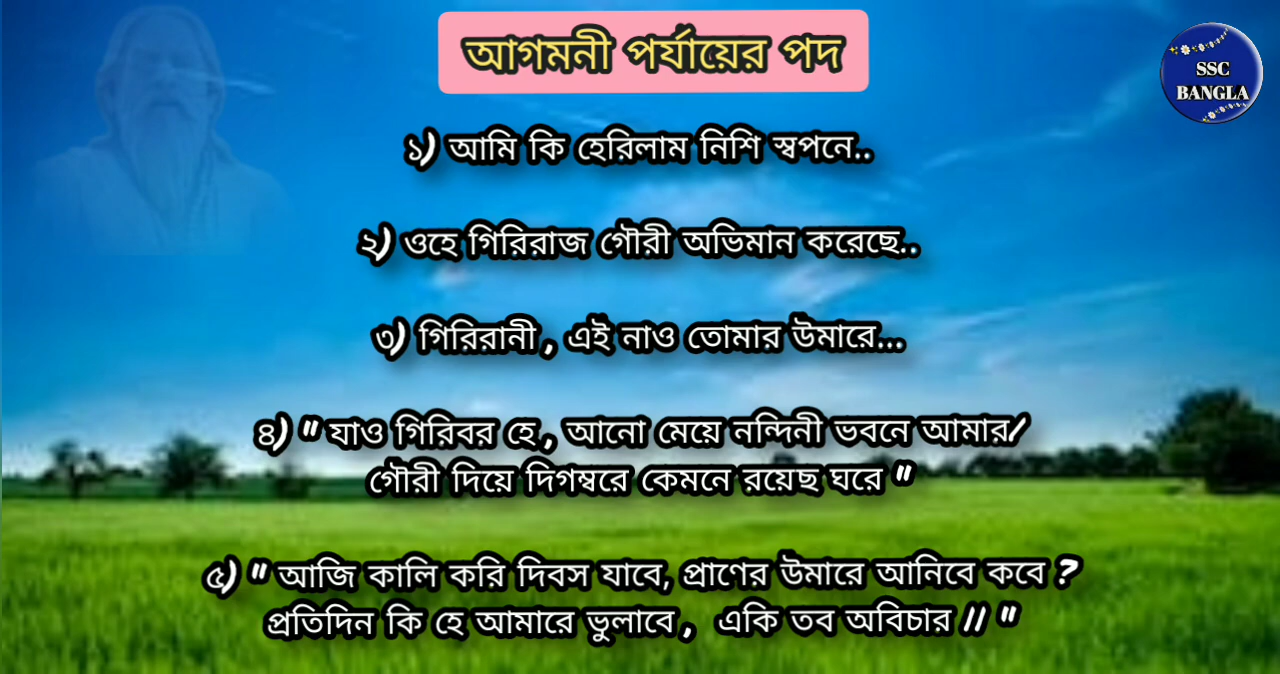 আগমনী পর্যায়ের পদ
SSC
BANGLA
১) আমি কি হেরিলাম নিশি স্বপনে..
২) ওহে গিরিরাজ গৌরী অভিমান করেছে..
৩) গিরিরানী , এই নাও তোমার উমারে...
৪) " যাও গিরিবর হে , আনো মেয়ে নন্দিনী ভবনে আমার/
গৌরী দিয়ে দিগম্বরে কেমনে রয়েছ ঘরে "
৫) " আজি কালি করি দিবস যাবে, প্রাণের উমারে আনিবে কবে ?
প্রতিদিন কি হে আমারে ভুলাবে , একি তব অবিচার // "